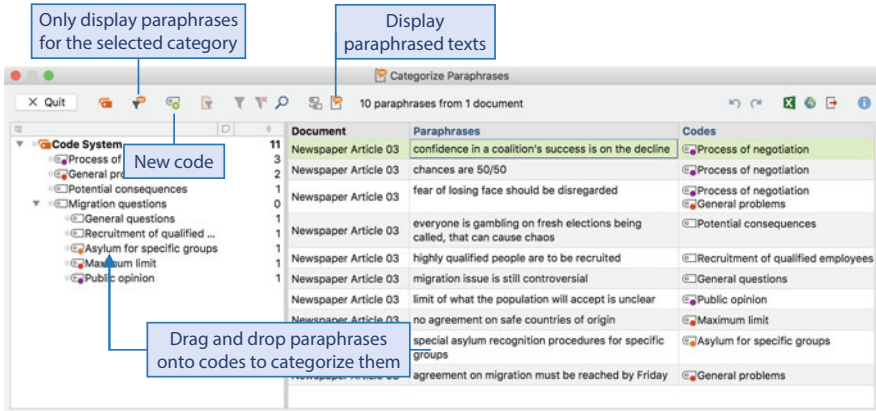 Only display paraphrases
for the selected category
Display
paraphrased texts
Categorize Paraphrases
X Quit
10 paraphrases from 1 document
New code
Code System 11
Process of 3
General pro 2
Potential consequences 1
Migration questions 0
General questions 1
Recruitment of qualified ... 1
Asylum for specific groups 1
Maximum limit 1
Public opinion 1
Document Paraphrases Codes
Newspaper Article 03 confidence in a coalition's success is on the decline Process of negotiation
Newspaper Article 03 chances are 50/50 Process of negotiation
Newspaper Article 03 fear of losing face should be disregarded Process of negotiation
General problems
Newspaper Article 03 everyone is gambling on fresh elections being Potential consequences
called, that can cause chaos
Newspaper Article 03 highly qualified people are to be recruited Recruitment of qualified employees
Newspaper Article 03 migration issue is still controversial General questions
Newspaper Article 03 limit of what the population will accept is unclear Public opinion
Newspaper Article 03 no agreement on safe countries of origin Maximum limit
special asylum recognition procedures for specific Asylum for specific groups
groups
Newspaper Article 03 agreement on migration must be reached by Friday General problems
Drag and drop paraphrases
onto codes to categorize them